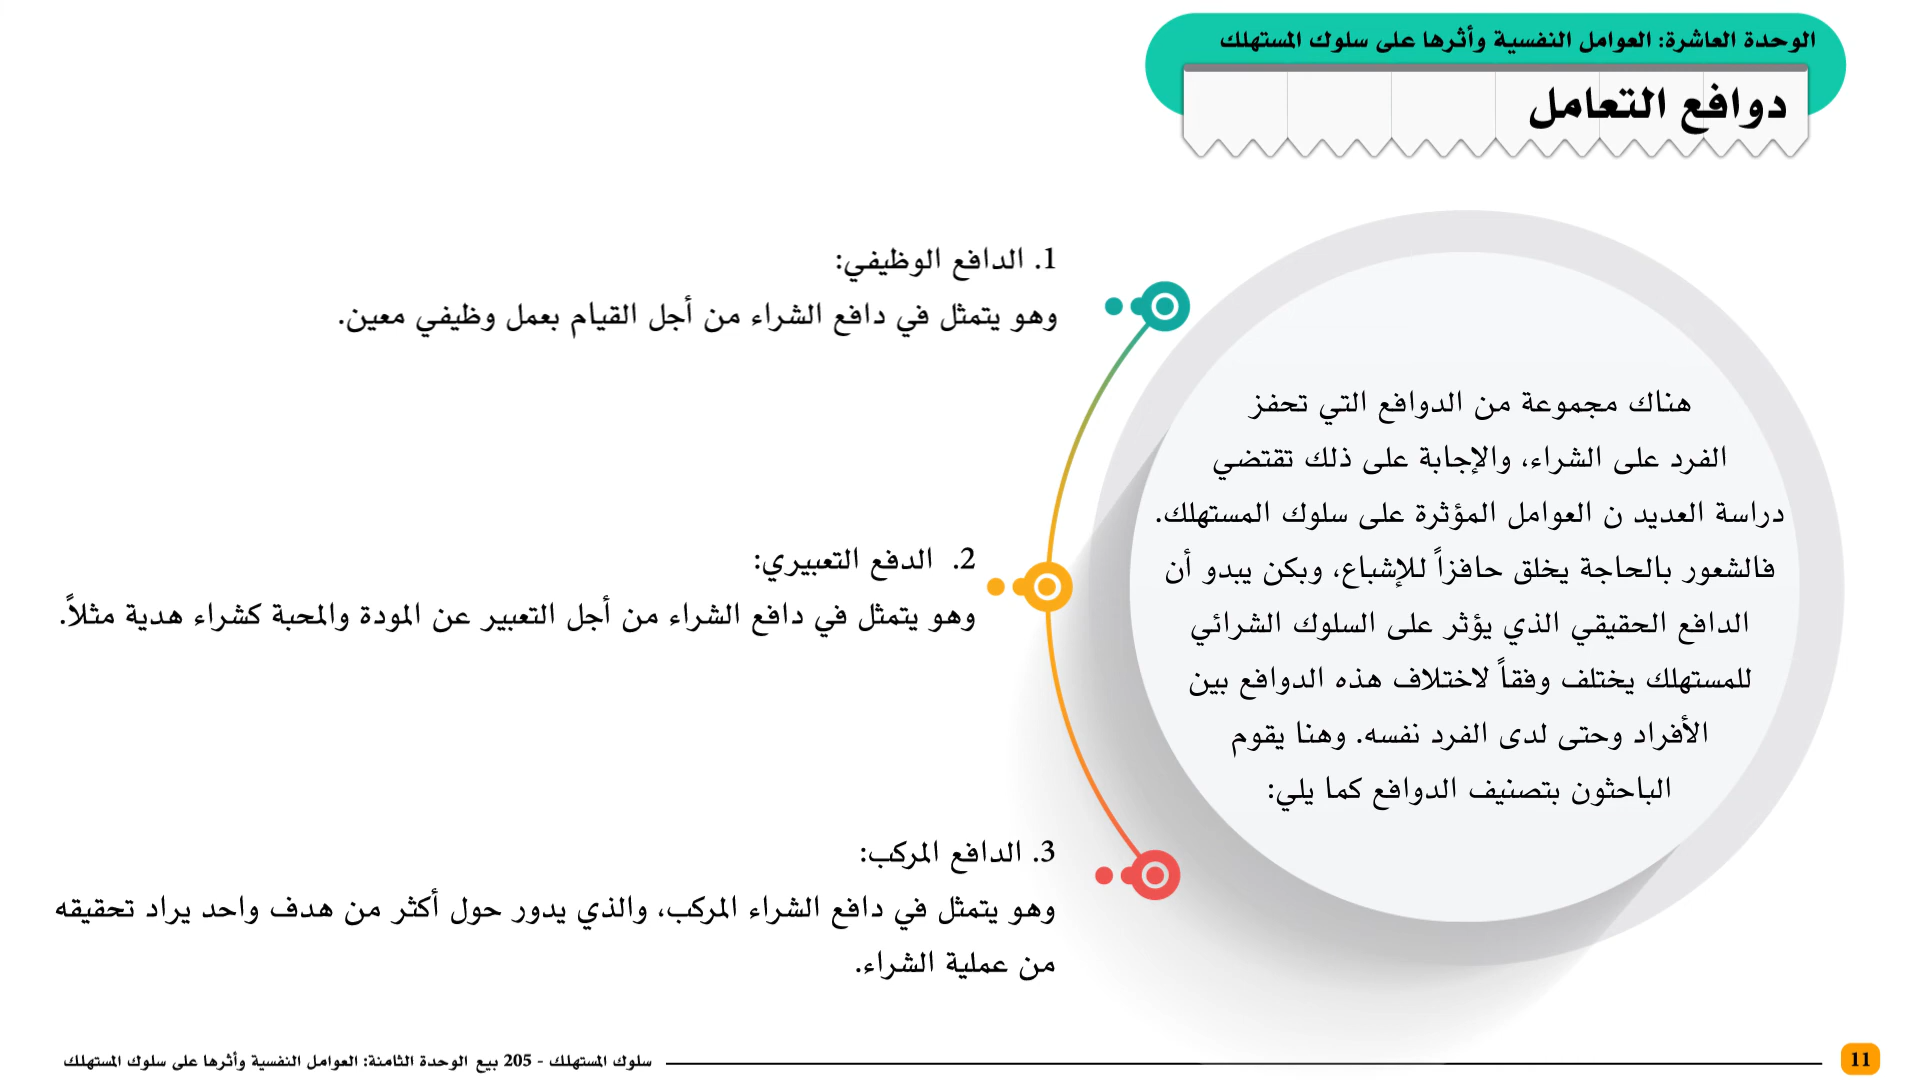 الوحدة العاشرة: العوامل النفسية وأثرها على سلوك المستهلك
دوافع التعامل
هناك مجموعة من الدوافع التي تحفز
الفرد على الشراء، والإجابة على ذلك تقتضي
دراسة العديد ن العوامل المؤثرة على سلوك المستهلك.
فالشعور بالحاجة يخلق حافزاً للإشباع، وبكن يبدو أن
الدافع الحقيقي الذي يؤثر على السلوك الشرائي
للمستهلك يختلف وفقاً لاختلاف هذه الدوافع بين
الأفراد وحتى لدى الفرد نفسه. وهنا يقوم
الباحثون بتصنيف الدوافع كما يلي:
1. الدافع الوظيفي:
وهو يتمثل في دافع الشراء من أجل القيام بعمل وظيفي معين.
2. الدفع التعبيري:
وهو يتمثل في دافع الشراء من أجل التعبير عن المودة والمحبة كشراء هدية مثلاً.
3. الدافع المركب:
وهو يتمثل في دافع الشراء المركب، والذي يدور حول أكثر من هدف واحد يراد تحقيقه
من عملية الشراء.
11
سلوك المستهلك - 205 بيع الوحدة الثامنة: العوامل النفسية وأثرها على سلوك المستهلك